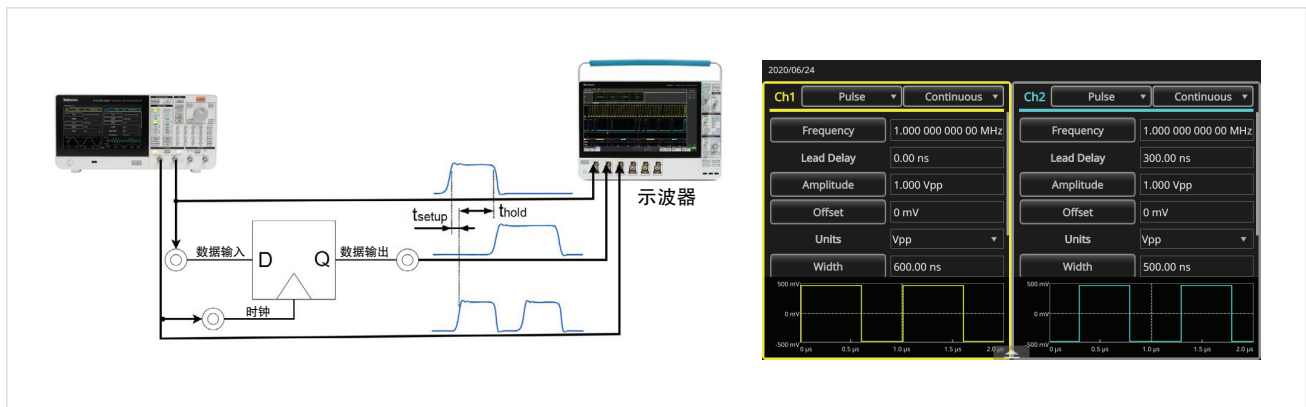 示波器
tsetup
thold
数据输入
D
Q
数据输出
时钟
2020/06/24
Ch1 Pulse Continuous
Frequency 1.000 000 000 00 MHz
Lead Delay 0.00 ns
Amplitude 1.000 Vpp
Offset 0 mV
Units Vpp
Width 600.00 ns
500 mV
0 mV
-500 mV
0 µs 0.5 µs 1.0 µs 1.5 µs 2.0 µs
Ch2 Pulse Continuous
Frequency 1.000 000 000 00 MHz
Lead Delay 300.00 ns
Amplitude 1.000 Vpp
Offset 0 mV
Units Vpp
Width 500.00 ns
500 mV
0 mV
-500 mV
0 µs 0.5 µs 1.0 µs 1.5 µs 2.0 µs